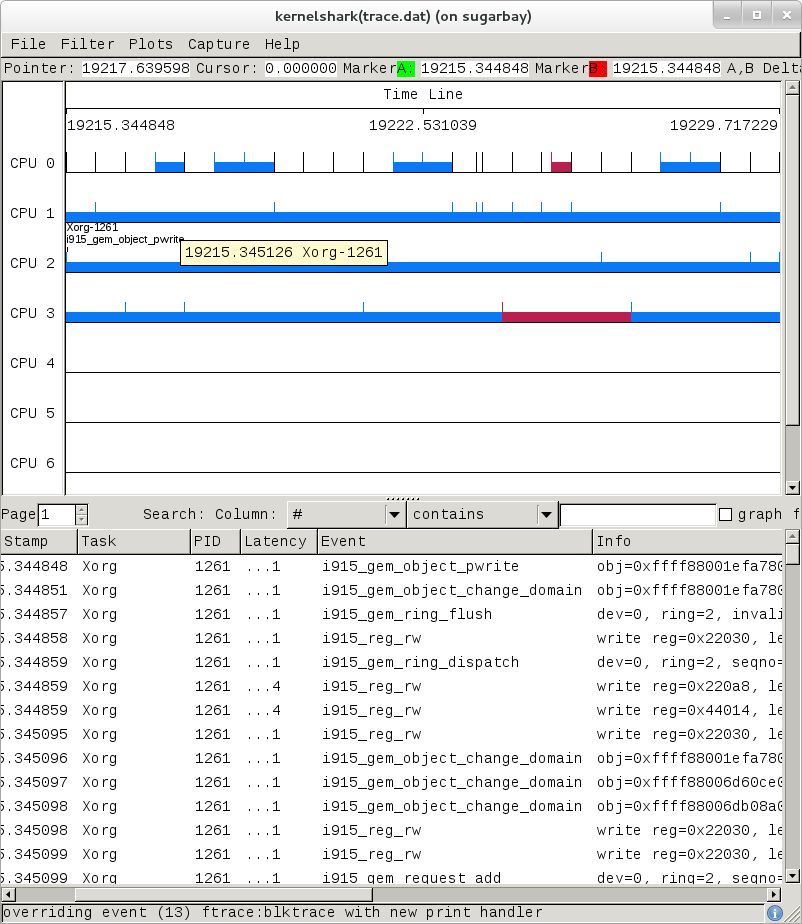 kernelshark(trace.dat) (on sugarbay)
File Filter Plots Capture Help
Pointer: 19217.639598 Cursor: 0.000000 Marker A: 19215.344848 Marker B: 19215.344848 A,B Delta
Time Line
19215.344848 19222.531039 19229.717229
CPU 0
CPU 1
Xorg-1261
i915_gem_object_pwrite
19215.345126 Xorg-1261
CPU 2
CPU 3
CPU 4
CPU 5
CPU 6
Page 1 Search: Column: # contains graph f
Stamp Task PID Latency Event Info
5.344848 Xorg 1261 ...1 i915_gem_object_pwrite obj=0xffff88001efa780
5.344851 Xorg 1261 ...1 i915_gem_object_change_domain obj=0xffff88001efa780
5.344857 Xorg 1261 ...1 i915_gem_ring_flush dev=0, ring=2, invali
5.344858 Xorg 1261 ...1 i915_reg_rw write reg=0x22030, le
5.344859 Xorg 1261 ...1 i915_gem_ring_dispatch dev=0, ring=2, seqno=
5.344859 Xorg 1261 ...4 i915_reg_rw write reg=0x220a8, le
5.344859 Xorg 1261 ...4 i915_reg_rw write reg=0x44014, le
5.345095 Xorg 1261 ...1 i915_reg_rw write reg=0x22030, le
5.345096 Xorg 1261 ...1 i915_gem_object_change_domain obj=0xffff88001efa780
5.345097 Xorg 1261 ...1 i915_gem_object_change_domain obj=0xffff88006d60ce0
5.345098 Xorg 1261 ...1 i915_gem_object_change_domain obj=0xffff88006db08a0
5.345098 Xorg 1261 ...1 i915_reg_rw write reg=0x22030, le
5.345099 Xorg 1261 ...1 i915_reg_rw write reg=0x22030, le
5.345099 Xorg 1261 ...1 i915_gem_request_add dev=0, ring=2, seqno=
overriding event (13) ftrace:blktrace with new print handler